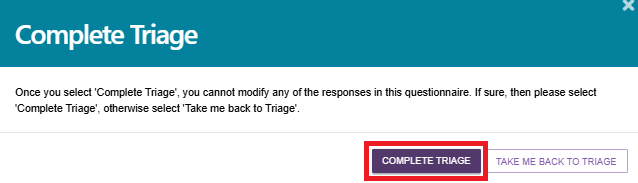 Complete Triage
Once you select 'Complete Triage', you cannot modify any of the responses in this questionnaire. If sure, then please select
'Complete Triage', otherwise select 'Take me back to Triage'.
COMPLETE TRIAGE
TAKE ME BACK TO TRIAGE